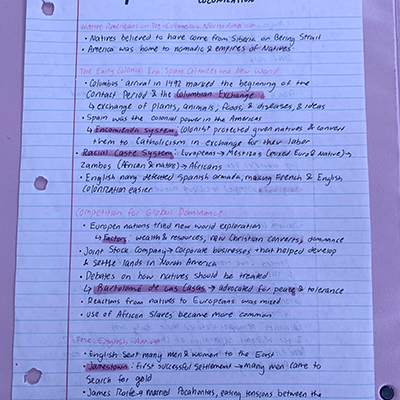 COLONIZATION
Native Americans in Pre-Columbian North America
• Natives believed to have come from Siberia on Bering Strait
• America was home to nomadic & empires of Natives
The Early Colonial Era: Spain Colonizes the New World
• Columbus' arrival in 1492 marked the beginning of the
Contact Period & the Columbian Exchange
↳ exchange of plants, animals, foods, & diseases, & ideas
• Spain was the colonial power in the Americas
↳ Encomienda System: Colonist protected given natives & convert
them to Catholicism in exchange for their labor
• Racial Caste System: Europeans → Mestizos (mixed Euro & Native) →
Zambos (African & native) → Africans
• English navy defeated Spanish armada, making French & English
colonization easier
Competition for Global Dominance
• Europen nations tried new world exploration
↳ Factors: wealth & resources, new Christian converts, dominance
• Joint Stock Company → Corporate businesses that helped develop
& settle lands in North America
• Debates on how natives should be treated
↳ Bartolomé de Las Casas → advocated for peace & tolerance
• Reactions from natives to Europeans was mixed
• Use of African Slaves became more common
The English Arrive
• English Sent many men & women to the East
• Jamestown: first successful settlement → many men came to
search for gold
• James Rolfe → married Pocahontas, easing tensions between the